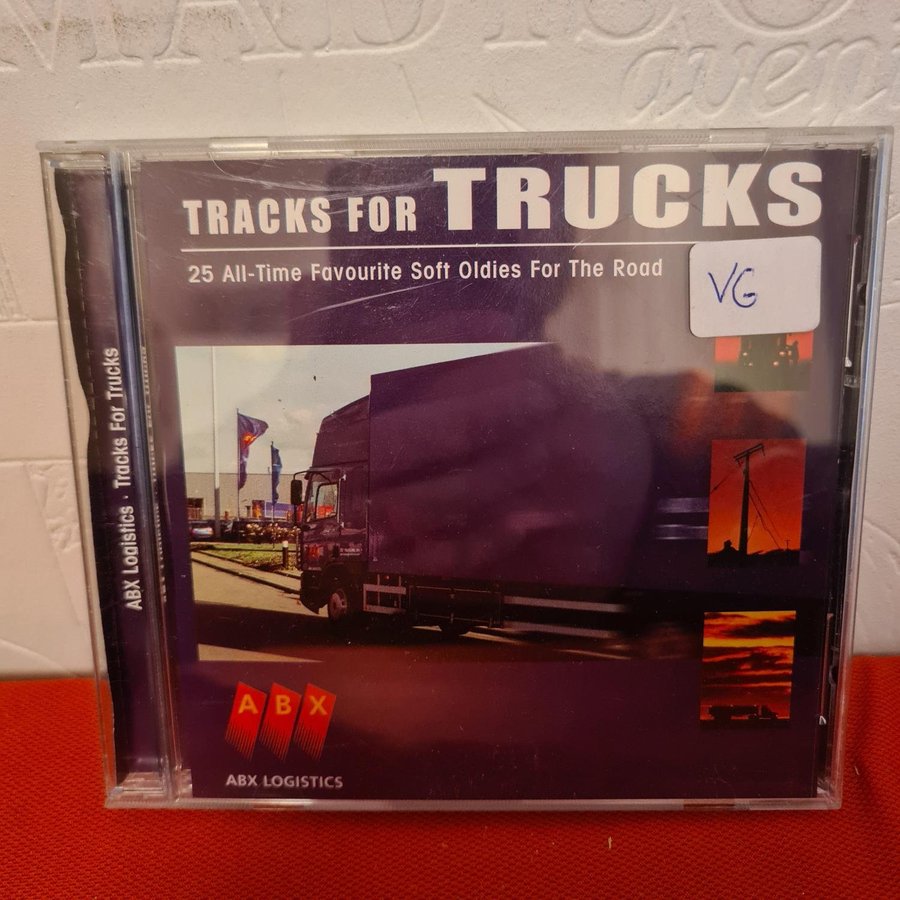 TRACKS FOR TRUCKS
25 All-Time Favourite Soft Oldies For The Road
VG
ABX Logistics · Tracks For Trucks
ABX
ABX LOGISTICS